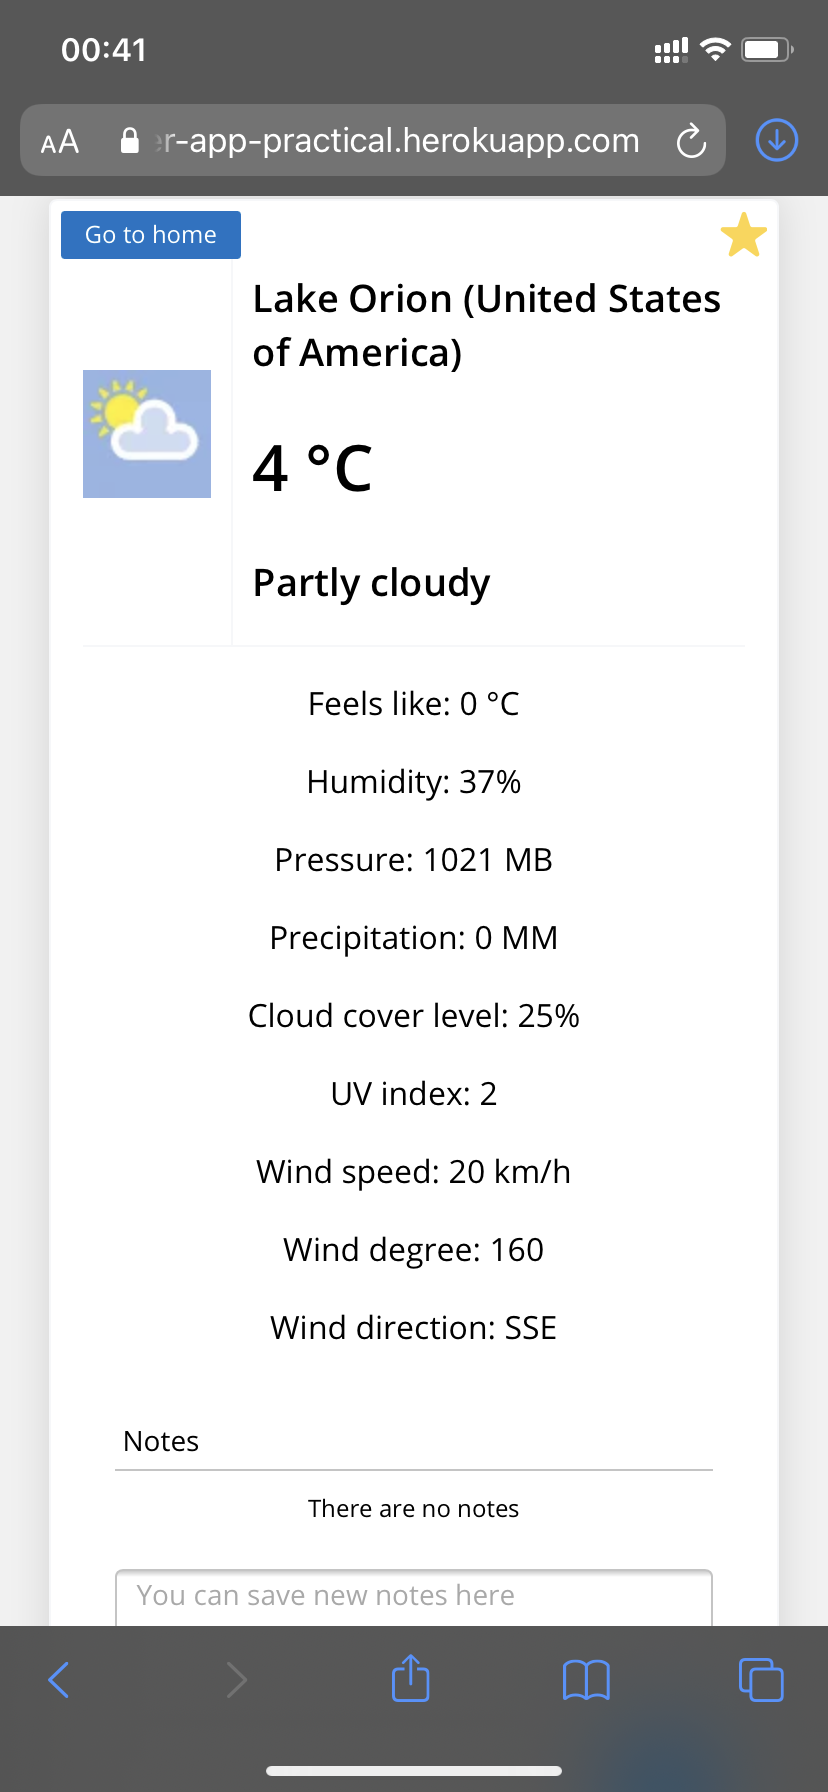 00:41
AA r-app-practical.herokuapp.com
Go to home
Lake Orion (United States
of America)
4 °C
Partly cloudy
Feels like: 0 °C
Humidity: 37%
Pressure: 1021 MB
Precipitation: 0 MM
Cloud cover level: 25%
UV index: 2
Wind speed: 20 km/h
Wind degree: 160
Wind direction: SSE
Notes
There are no notes
You can save new notes here